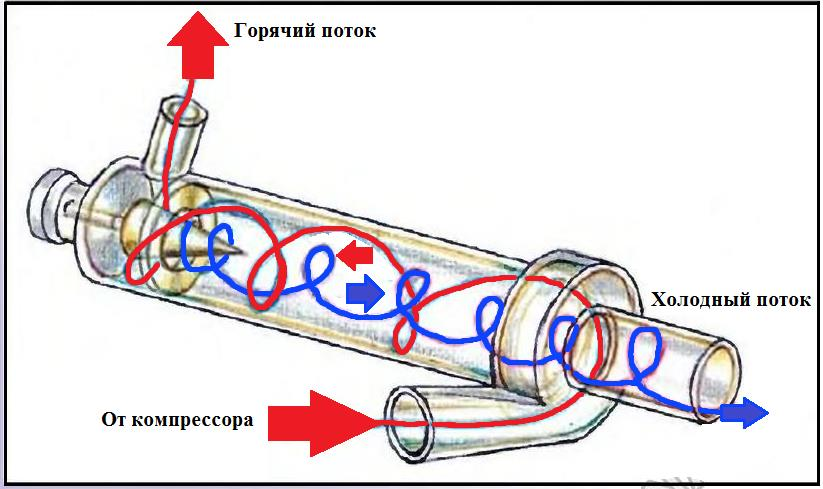 Горячий поток
Холодный поток
От компрессора